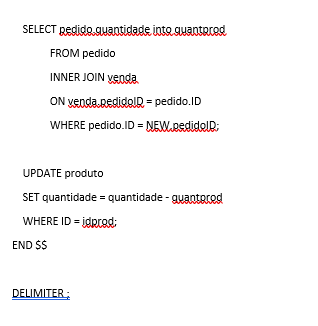 SELECT pedido.quantidade into quantprod
FROM pedido
INNER JOIN venda
ON venda.pedidoID = pedido.ID
WHERE pedido.ID = NEW.pedidoID;
UPDATE produto
SET quantidade = quantidade - quantprod
WHERE ID = idprod;
END $$
DELIMITER ;